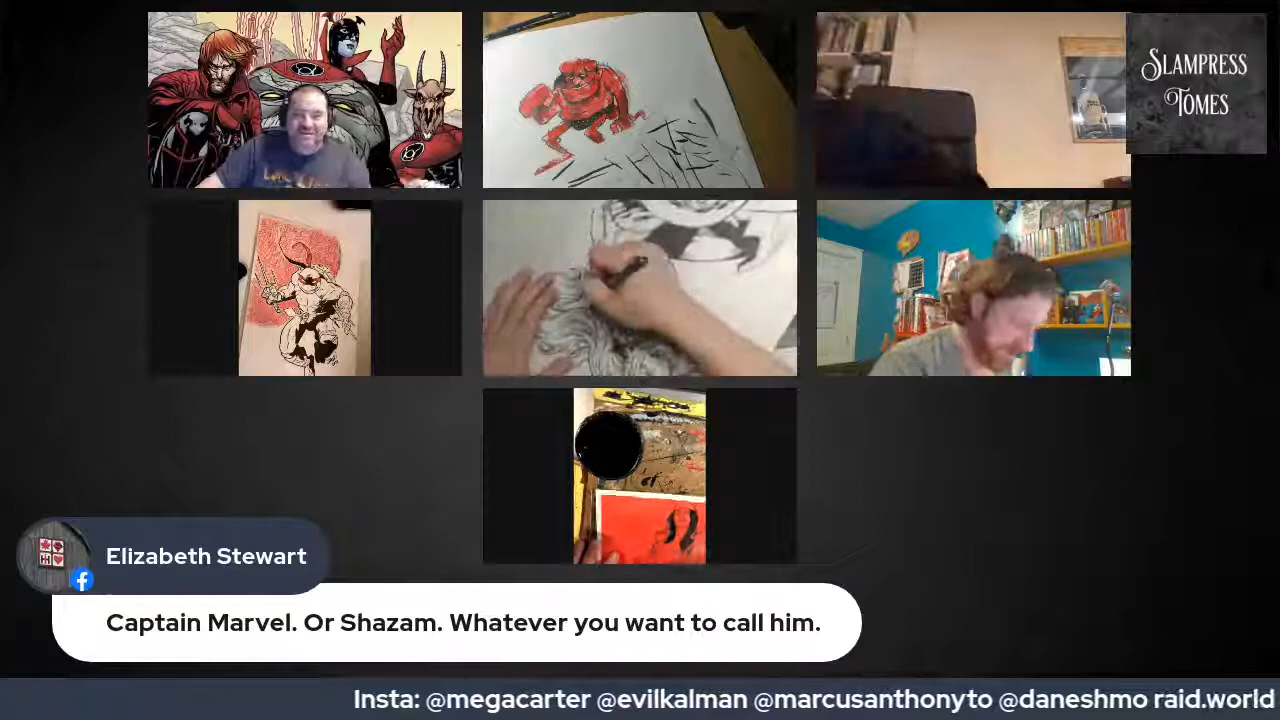 SLAMPRESS
TOMES
Elizabeth Stewart
Captain Marvel. Or Shazam. Whatever you want to call him.
Insta: @megacarter @evilkalman @marcusanthonyto @daneshmo raid.world